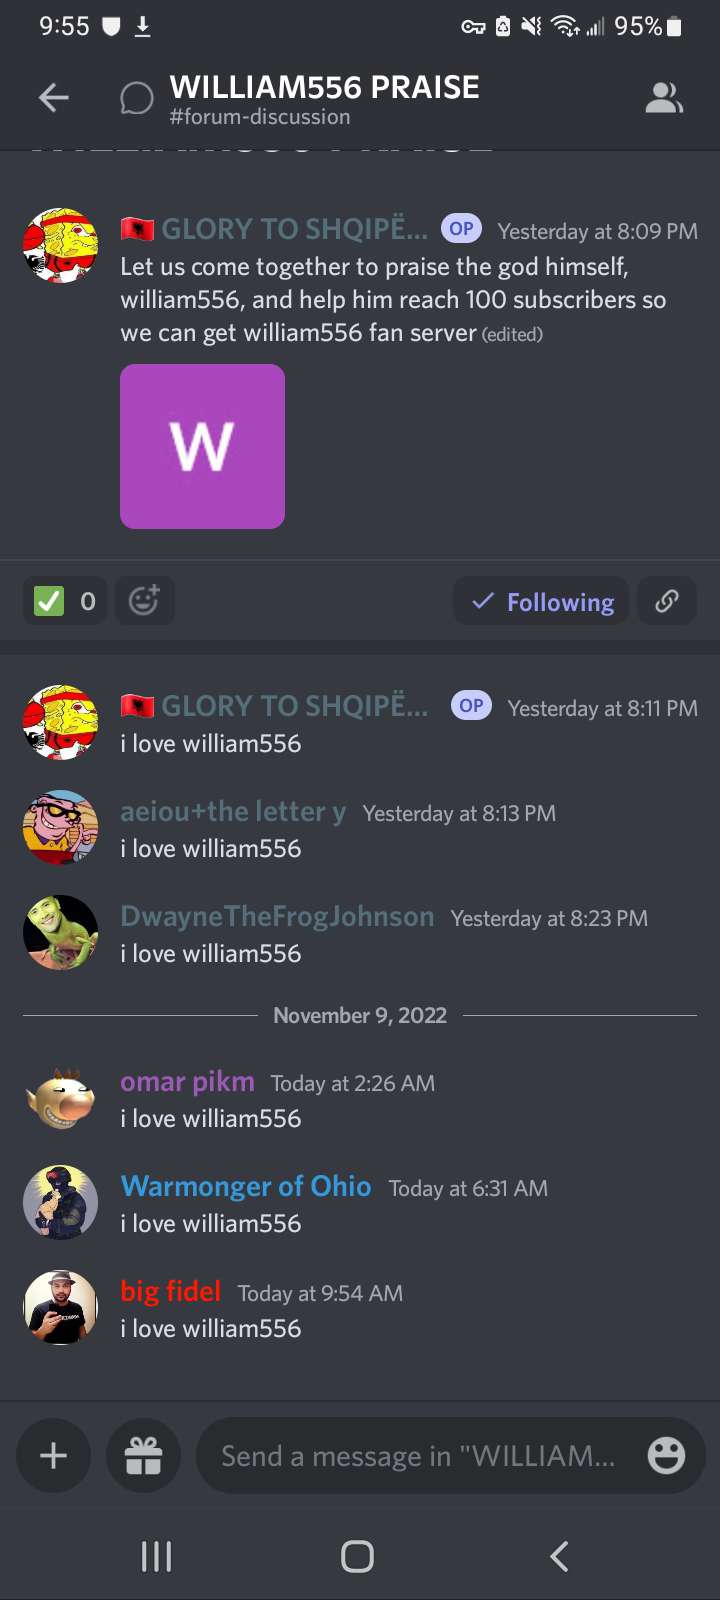 9:55 95%
WILLIAM556 PRAISE
#forum-discussion
GLORY TO SHQIPË... OP Yesterday at 8:09 PM
Let us come together to praise the god himself,
william556, and help him reach 100 subscribers so
we can get william556 fan server (edited)
W
0 Following
GLORY TO SHQIPË... OP Yesterday at 8:11 PM
i love william556
aeiou+the letter y Yesterday at 8:13 PM
i love william556
DwayneTheFrogJohnson Yesterday at 8:23 PM
i love william556
November 9, 2022
omar pikm Today at 2:26 AM
i love william556
Warmonger of Ohio Today at 6:31 AM
i love william556
big fidel Today at 9:54 AM
i love william556
Send a message in "WILLIAM...